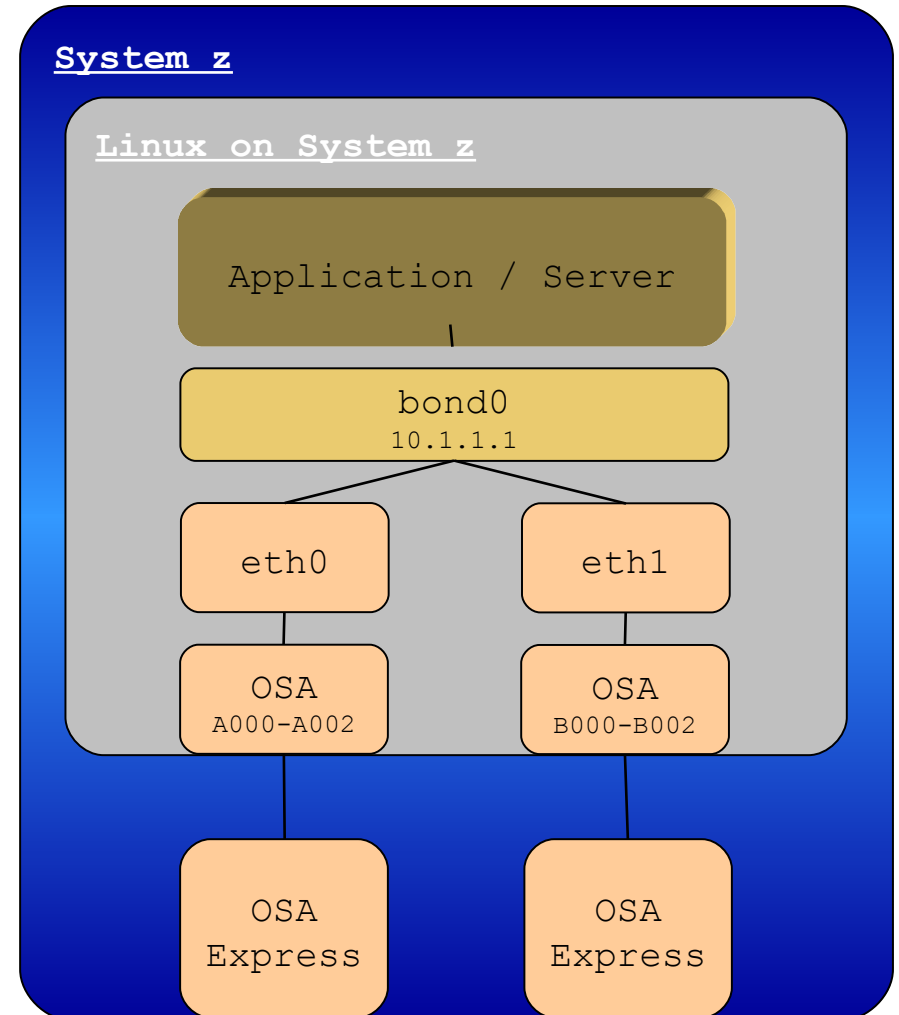 System z
Linux on System z
Application / Server
bond0
10.1.1.1
eth0
eth1
OSA
A000-A002
OSA
B000-B002
OSA
Express
OSA
Express